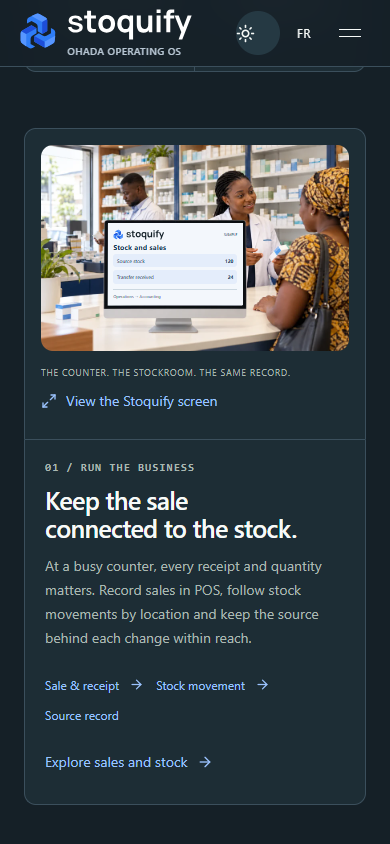 stoquify
OHADA OPERATING OS
FR
stoquify
Stock and sales
Source stock 120
Transfer received 24
Operations → Accounting
THE COUNTER. THE STOCKROOM. THE SAME RECORD.
View the Stoquify screen
01 / RUN THE BUSINESS
Keep the sale
connected to the stock.
At a busy counter, every receipt and quantity
matters. Record sales in POS, follow stock
movements by location and keep the source
behind each change within reach.
Sale & receipt → Stock movement →
Source record
Explore sales and stock →